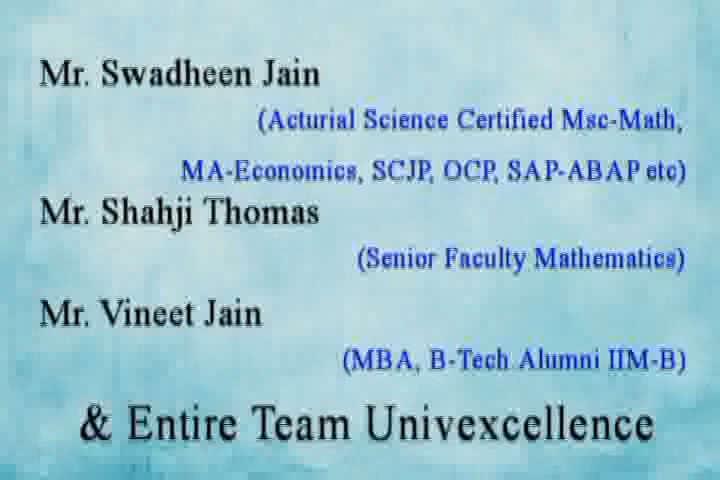 Mr. Swadheen Jain
(Acturial Science Certified Msc-Math,
MA-Economics, SCJP, OCP, SAP-ABAP etc)
Mr. Shahji Thomas
(Senior Faculty Mathematics)
Mr. Vineet Jain
(MBA, B-Tech Alumni IIM-B)
& Entire Team Univexcellence